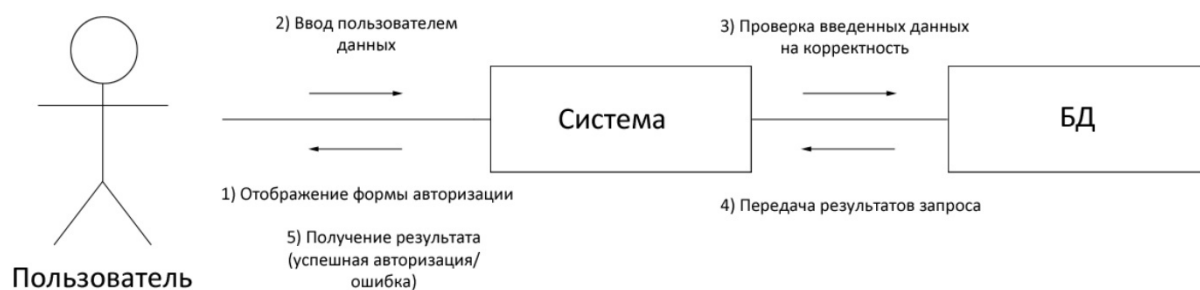 2) Ввод пользователем
данных
3) Проверка введенных данных
на корректность
Система
БД
1) Отображение формы авторизации
4) Передача результатов запроса
5) Получение результата
(успешная авторизация/
ошибка)
Пользователь